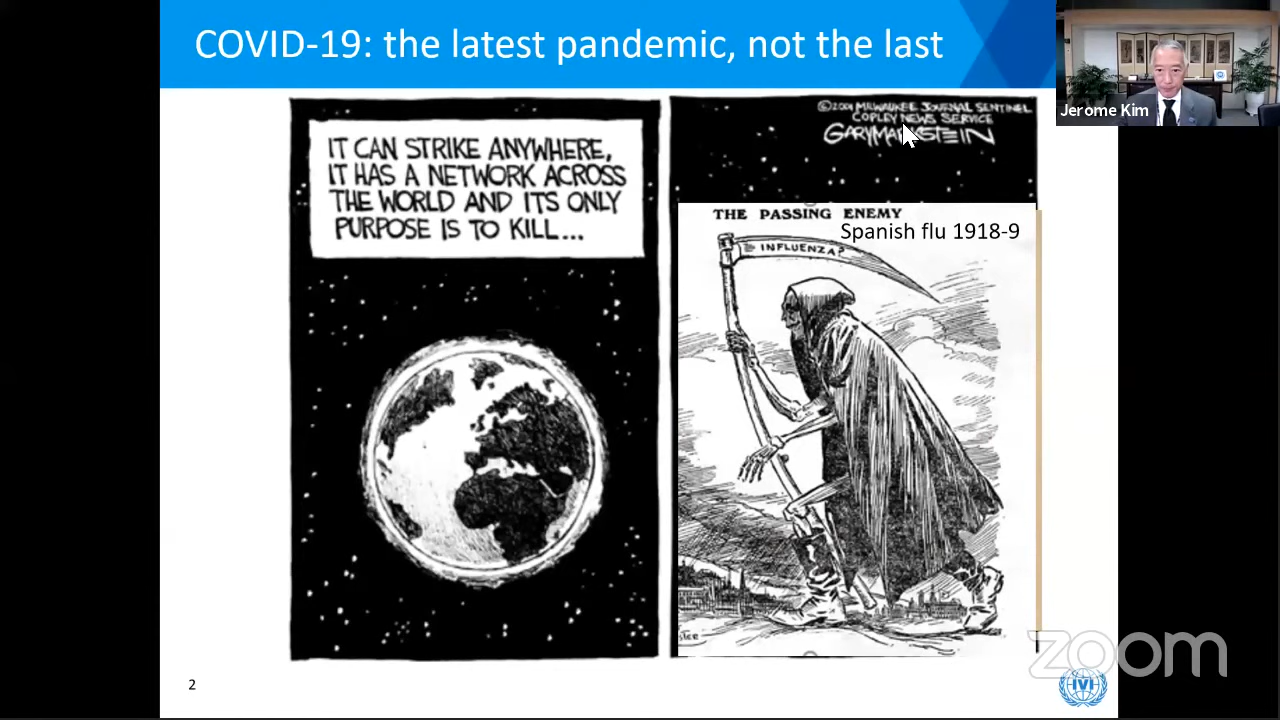 COVID-19: the latest pandemic, not the last
Jerome Kim
IT CAN STRIKE ANYWHERE,
IT HAS A NETWORK ACROSS
THE WORLD AND ITS ONLY
PURPOSE IS TO KILL...
©2001 MILWAUKEE JOURNAL SENTINEL
COPLEY NEWS SERVICE
THE PASSING ENEMY
Spanish flu 1918-9
INFLUENZA?
zoom
IVI
2